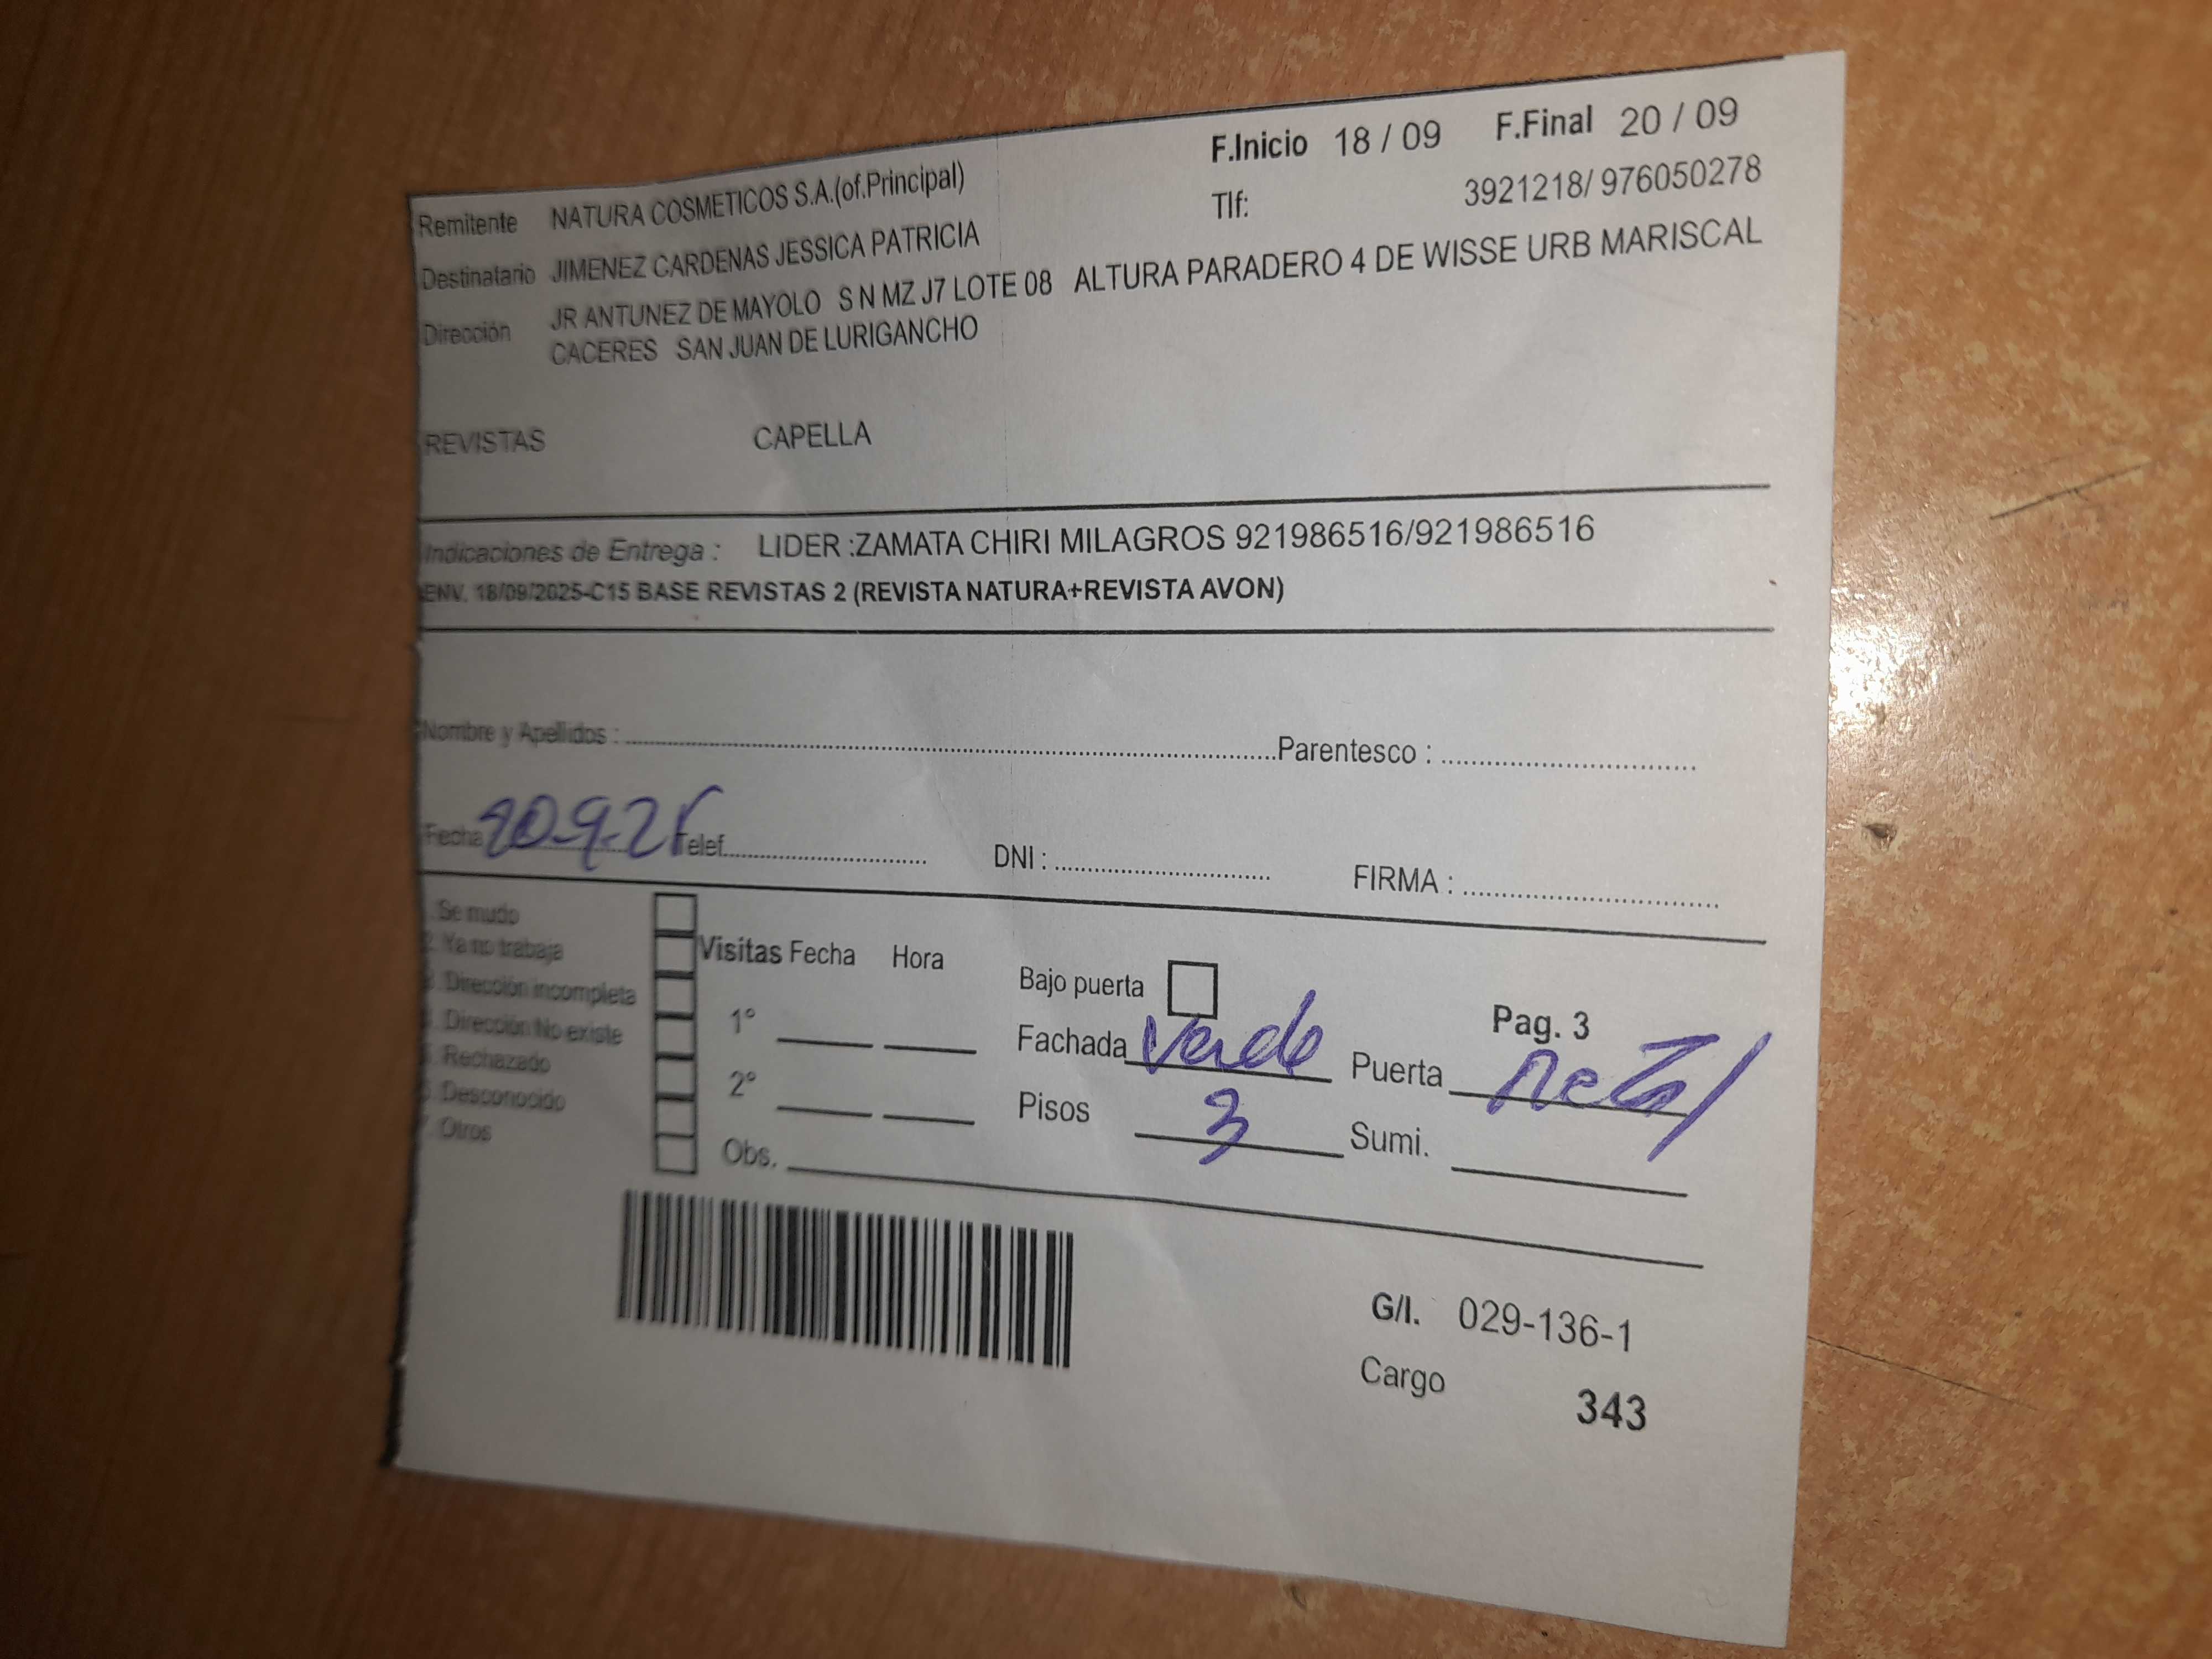 F.Inicio 18 / 09 F.Final 20 / 09
Remitente NATURA COSMETICOS S.A.(of.Principal) Tlf: 3921218/ 976050278
Destinatario JIMENEZ CARDENAS JESSICA PATRICIA
Dirección JR ANTUNEZ DE MAYOLO S N MZ J7 LOTE 08 ALTURA PARADERO 4 DE WISSE URB MARISCAL
CACERES SAN JUAN DE LURIGANCHO
REVISTAS CAPELLA
Indicaciones de Entrega : LIDER :ZAMATA CHIRI MILAGROS 921986516/921986516
ENV. 18/09/2025-C15 BASE REVISTAS 2 (REVISTA NATURA+REVISTA AVON)
Nombre y Apellidos : Parentesco :
Fecha 20-9-25 Telef. DNI : FIRMA :
Se mudo
Ya no trabaja
Dirección incompleta
Dirección No existe
Rechazado
Desconocido
Otros
Visitas Fecha Hora
1°
2°
Obs.
Bajo puerta
Pag. 3
Fachada verde Puerta Metal
Pisos 3 Sumi.
G/I. 029-136-1
Cargo 343